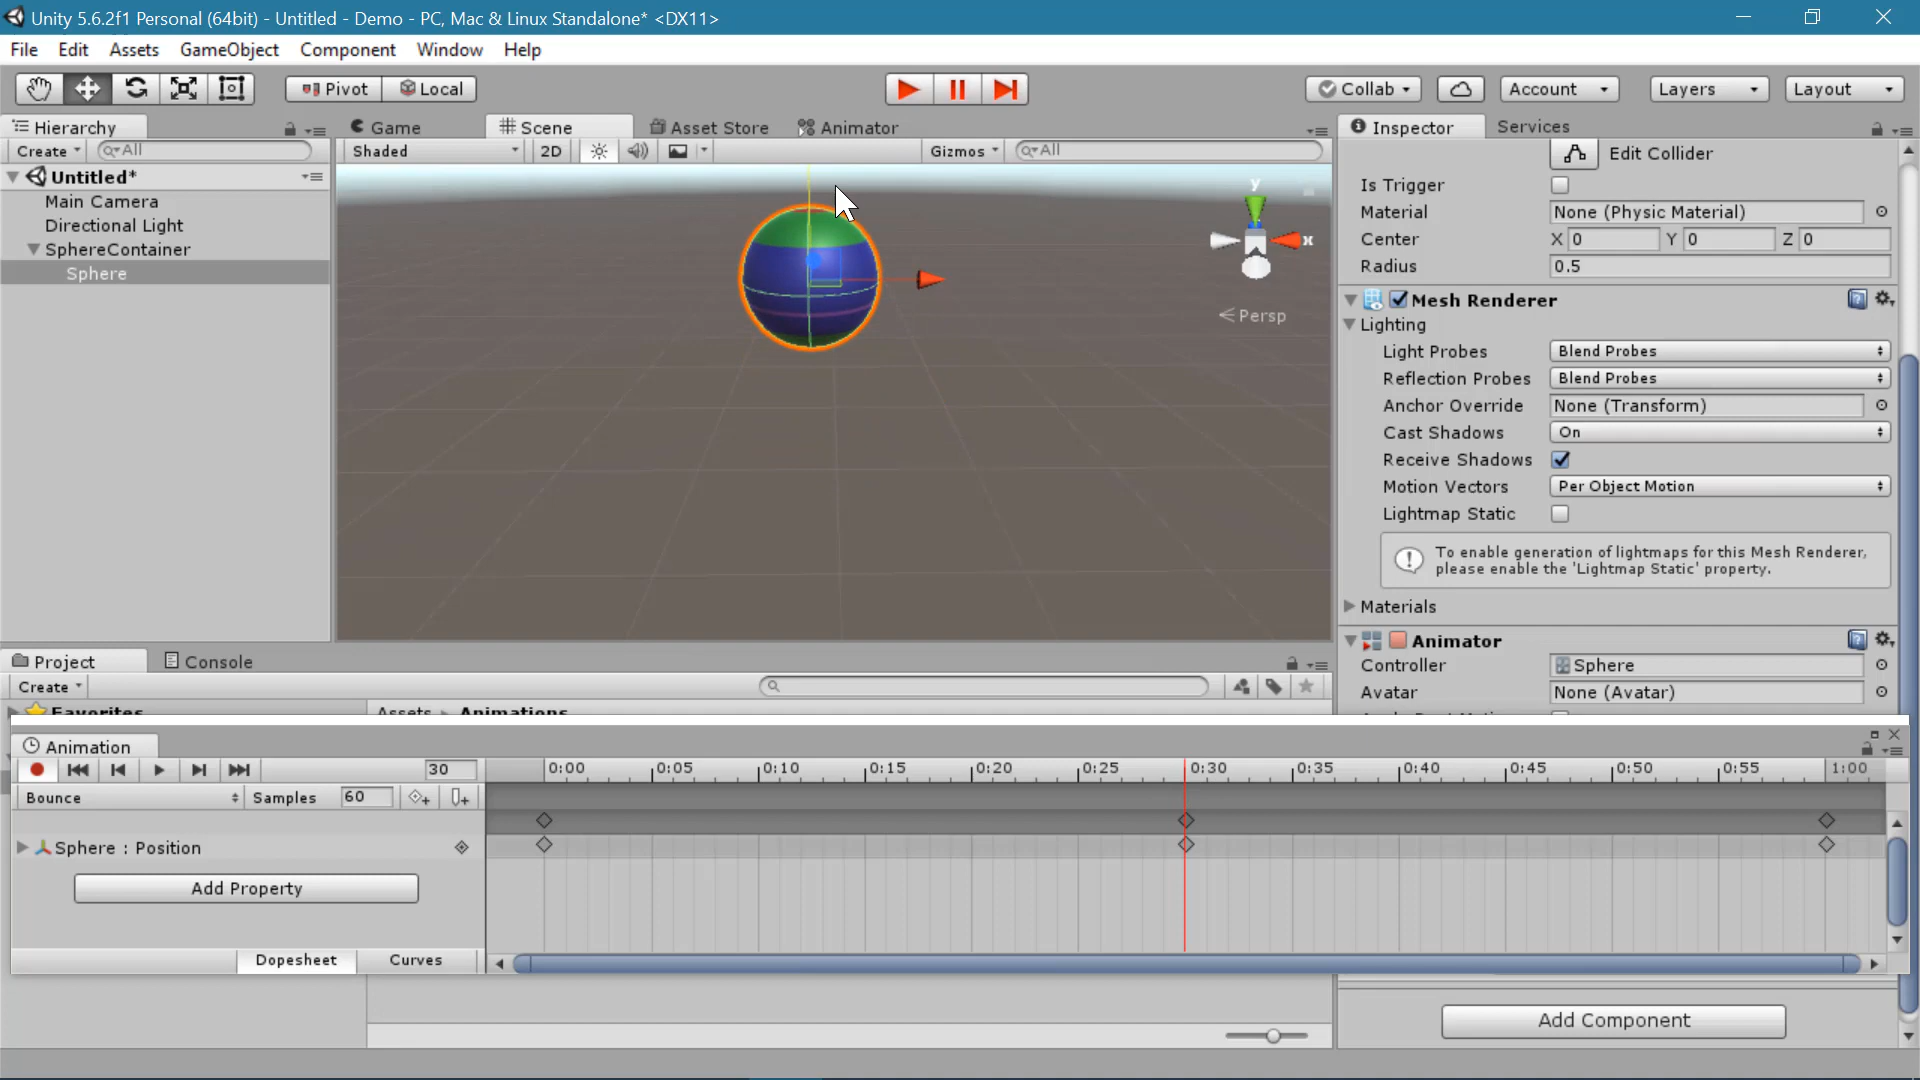 Unity 5.6.2f1 Personal (64bit) - Untitled - Demo - PC, Mac & Linux Standalone* <DX11>
File Edit Assets GameObject Component Window Help
Pivot Local Collab Account Layers Layout
Hierarchy Game Scene Asset Store Animator Inspector Services
Create All Shaded 2D Gizmos All
Untitled*
Main Camera
Directional Light
SphereContainer
Sphere
y
x
Persp
Edit Collider
Is Trigger
Material None (Physic Material)
Center X 0 Y 0 Z 0
Radius 0.5
Mesh Renderer
Lighting
Light Probes Blend Probes
Reflection Probes Blend Probes
Anchor Override None (Transform)
Cast Shadows On
Receive Shadows
Motion Vectors Per Object Motion
Lightmap Static
To enable generation of lightmaps for this Mesh Renderer,
please enable the 'Lightmap Static' property.
Materials
Animator
Controller Sphere
Avatar None (Avatar)
Project Console
Create
Favorites Assets Animations
Animation
30 0:00 0:05 0:10 0:15 0:20 0:25 0:30 0:35 0:40 0:45 0:50 0:55 1:00
Bounce Samples 60
Sphere : Position
Add Property
Dopesheet Curves
Add Component